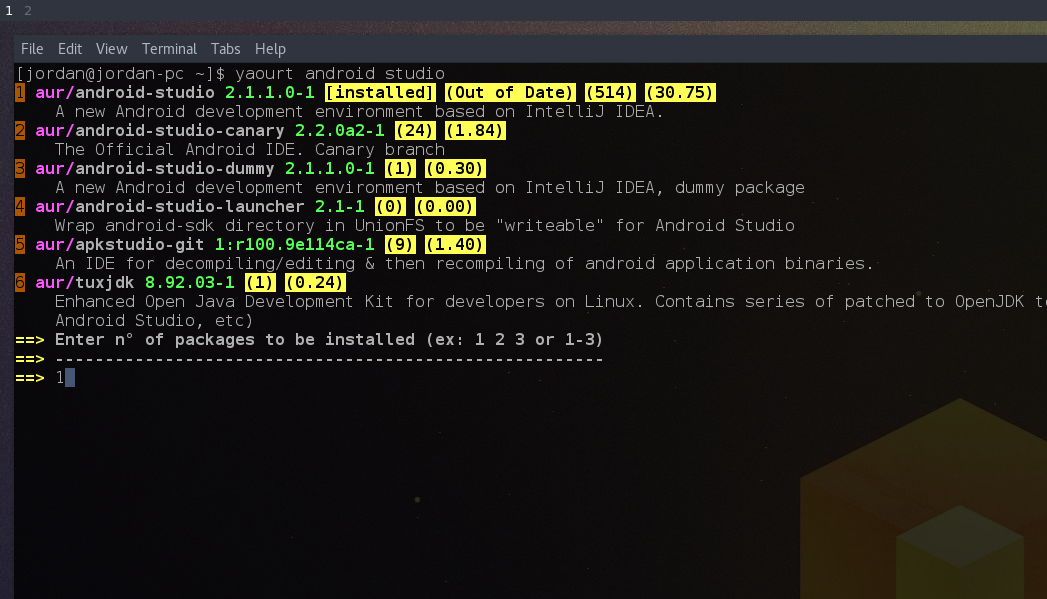 1 2
File Edit View Terminal Tabs Help
[jordan@jordan-pc ~]$ yaourt android studio
1 aur/android-studio 2.1.1.0-1 [installed] (Out of Date) (514) (30.75)
A new Android development environment based on IntelliJ IDEA.
2 aur/android-studio-canary 2.2.0a2-1 (24) (1.84)
The Official Android IDE. Canary branch
3 aur/android-studio-dummy 2.1.1.0-1 (1) (0.30)
A new Android development environment based on IntelliJ IDEA, dummy package
4 aur/android-studio-launcher 2.1-1 (0) (0.00)
Wrap android-sdk directory in UnionFS to be "writeable" for Android Studio
5 aur/apkstudio-git 1:r100.9e114ca-1 (9) (1.40)
An IDE for decompiling/editing & then recompiling of android application binaries.
6 aur/tuxjdk 8.92.03-1 (1) (0.24)
Enhanced Open Java Development Kit for developers on Linux. Contains series of patched to OpenJDK
Android Studio, etc)
==> Enter n° of packages to be installed (ex: 1 2 3 or 1-3)
==> -------------------------------------------------------
==> 1